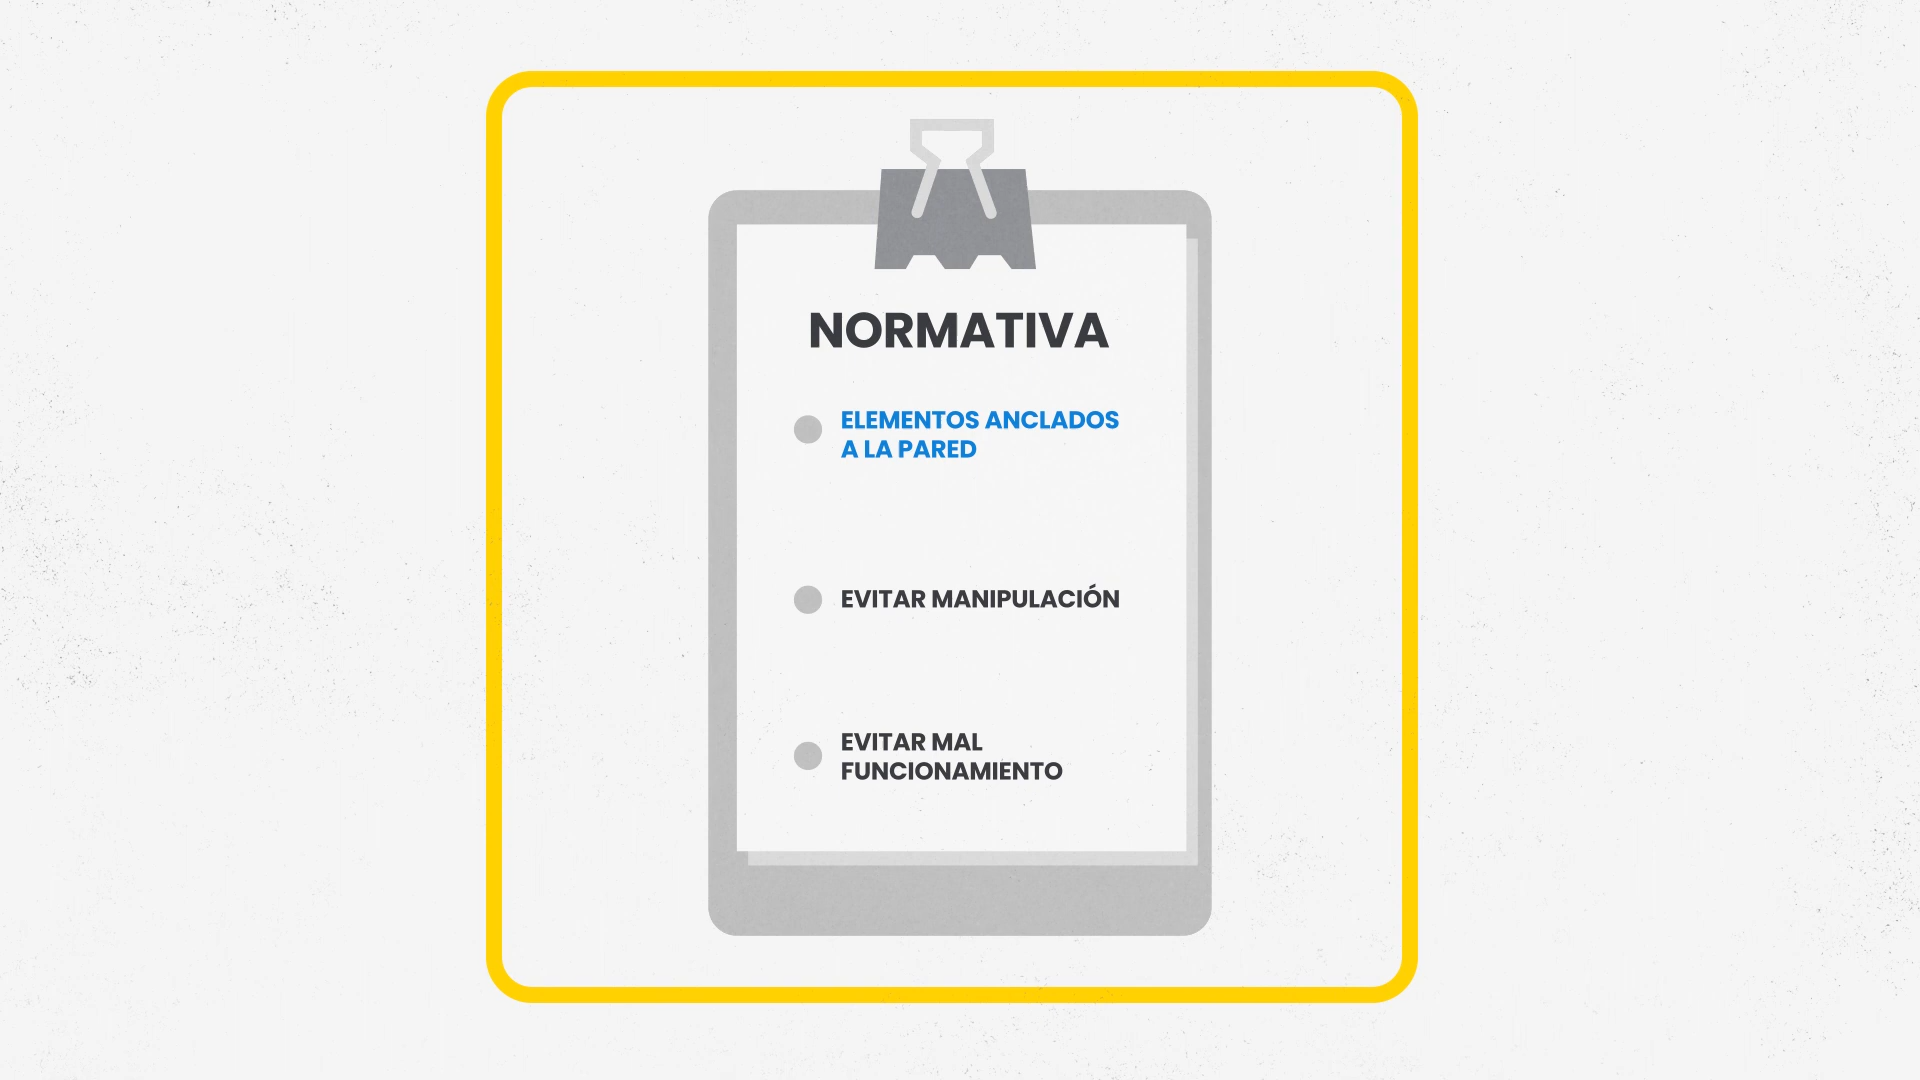 NORMATIVA
ELEMENTOS ANCLADOS
A LA PARED
EVITAR MANIPULACIÓN
EVITAR MAL
FUNCIONAMIENTO